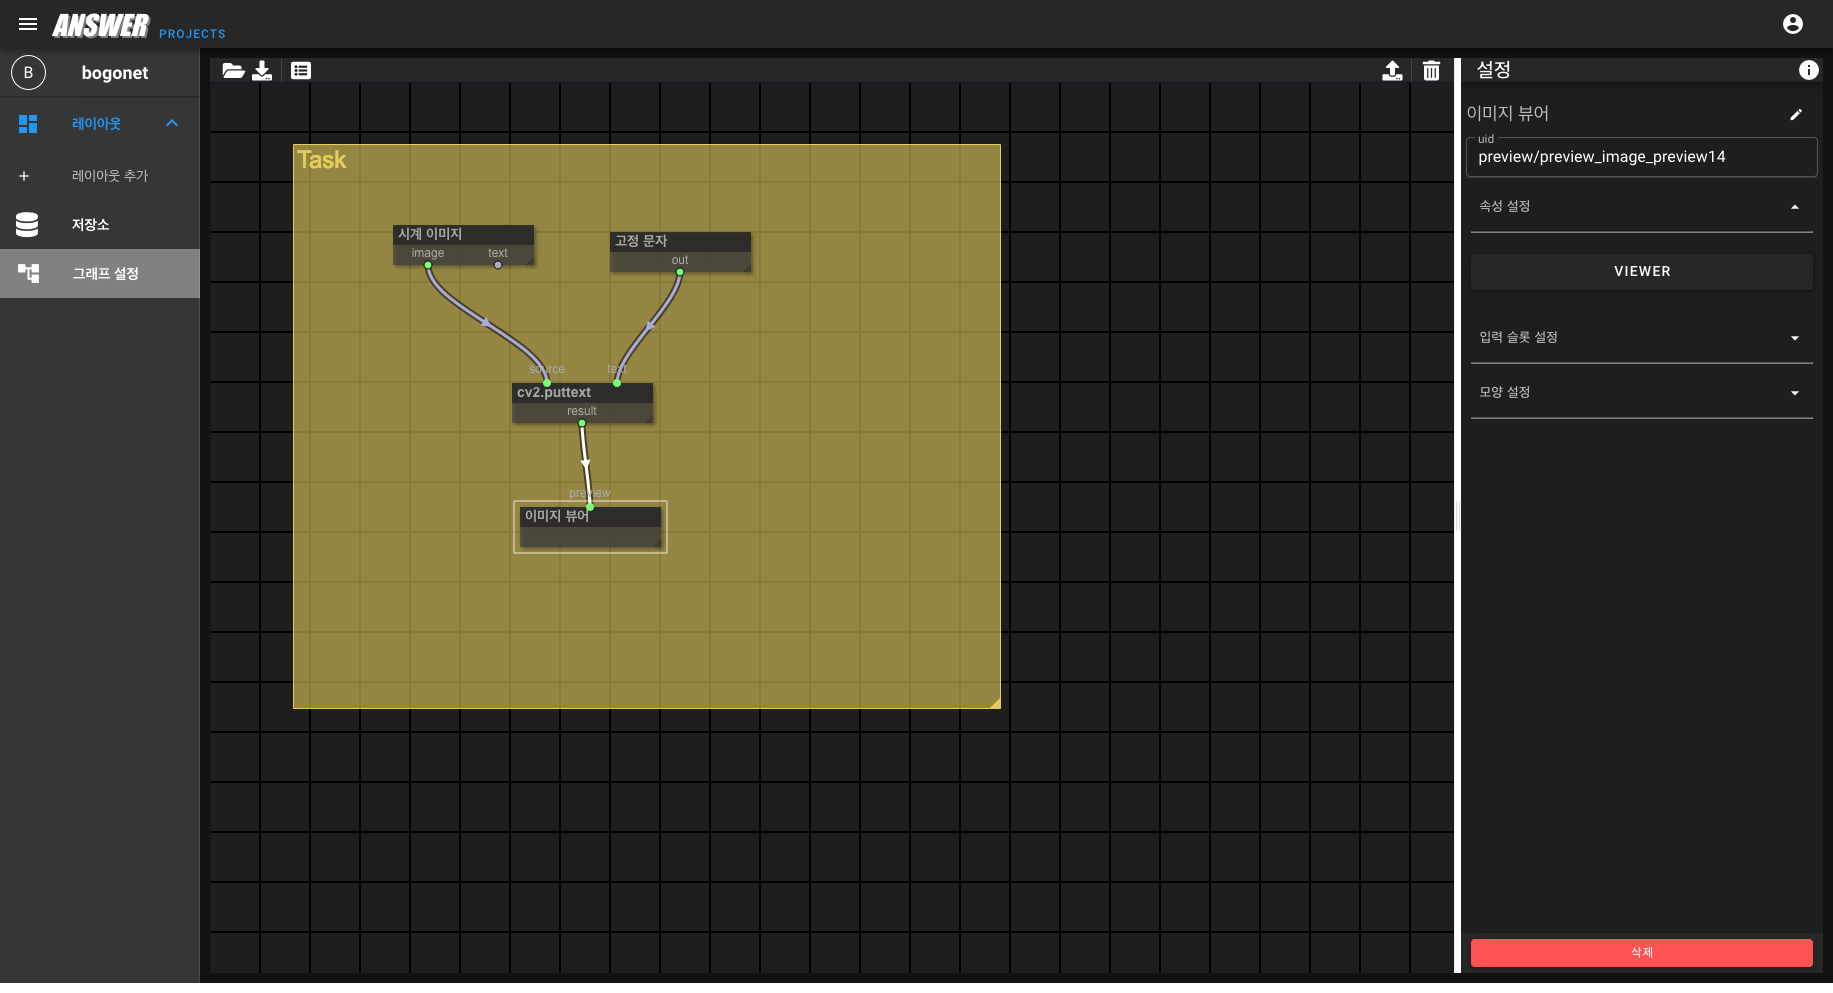 ANSWER PROJECTS
B bogonet
레이아웃
레이아웃 추가
저장소
그래프 설정
Task
시계 이미지
image text
고정 문자
out
source text
cv2.puttext
result
preview
이미지 뷰어
설정
이미지 뷰어
uid
preview/preview_image_preview14
속성 설정
VIEWER
입력 슬롯 설정
모양 설정
삭제